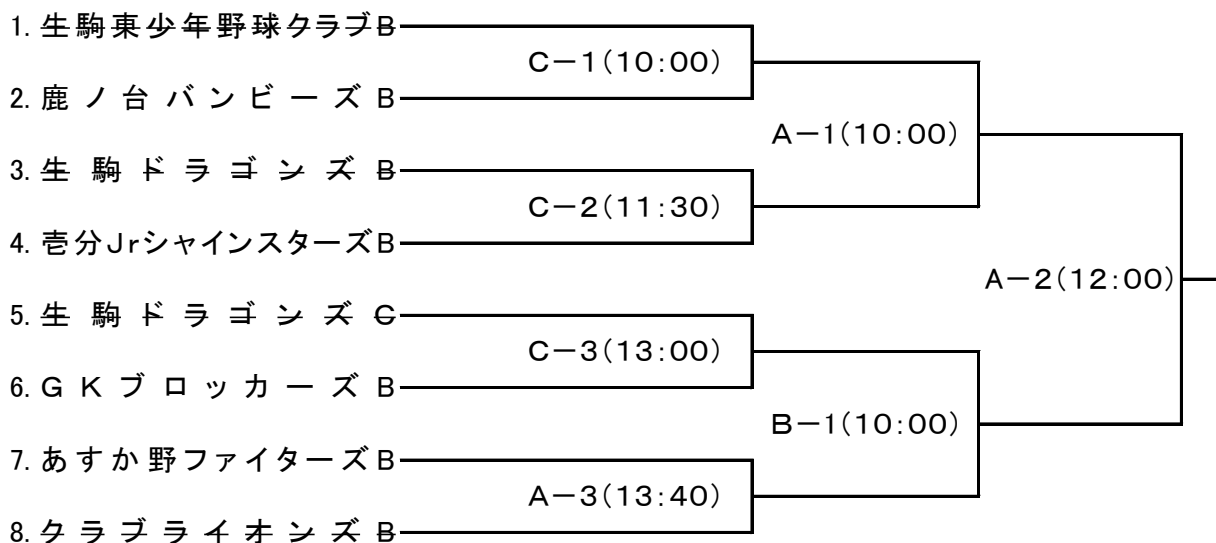 1. 生駒東少年野球クラブB
C－1(10:00)
2. 鹿ノ台バンビーズB
A－1(10:00)
3. 生駒ドラゴンズB
C－2(11:30)
4. 壱分JrシャインスターズB
A－2(12:00)
5. 生駒ドラゴンズC
C－3(13:00)
6. GKブロッカーズB
B－1(10:00)
7. あすか野ファイターズB
A－3(13:40)
8. クラブライオンズB